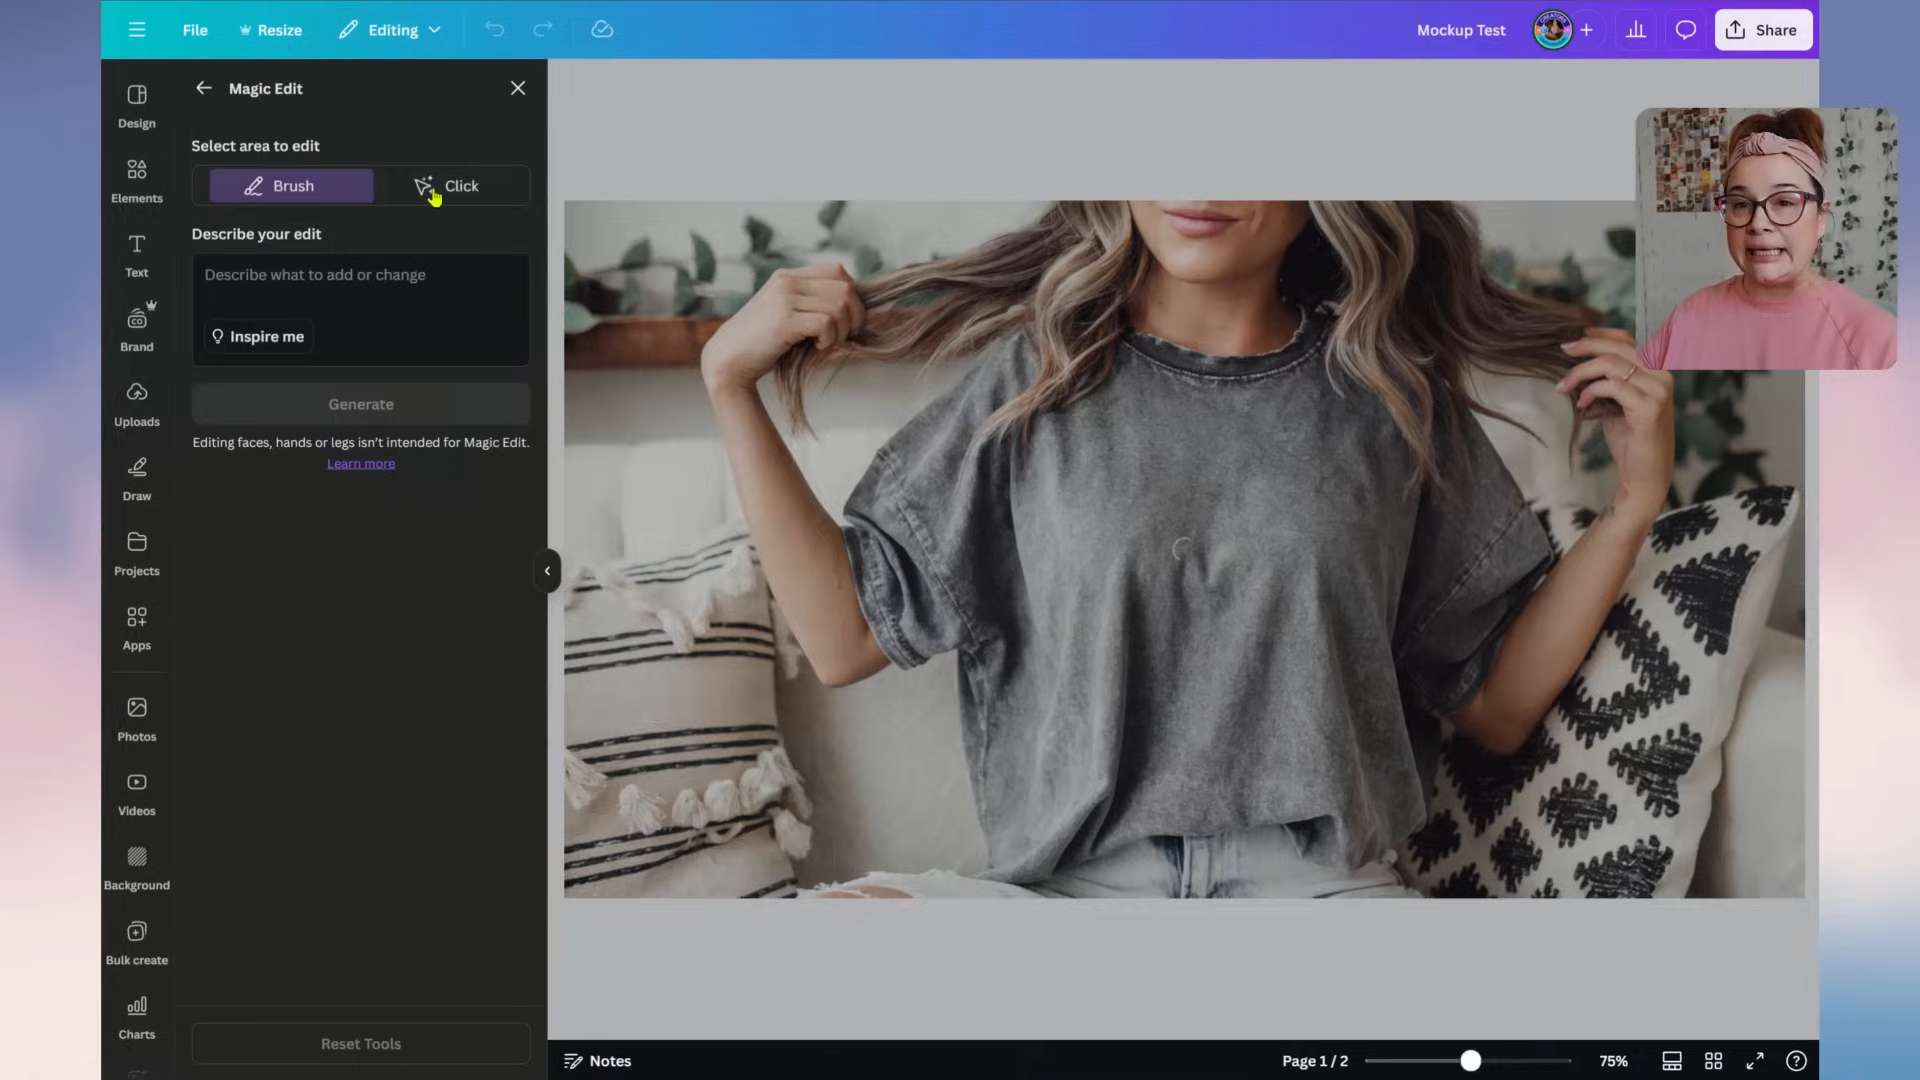 File
Resize
Editing
Mockup Test
Share
Design
Elements
Text
Brand
Uploads
Draw
Projects
Apps
Photos
Videos
Background
Bulk create
Charts
Magic Edit
Select area to edit
Brush
Click
Describe your edit
Describe what to add or change
Inspire me
Generate
Editing faces, hands or legs isn't intended for Magic Edit.
Learn more
Reset Tools
Notes
Page 1 / 2
75%